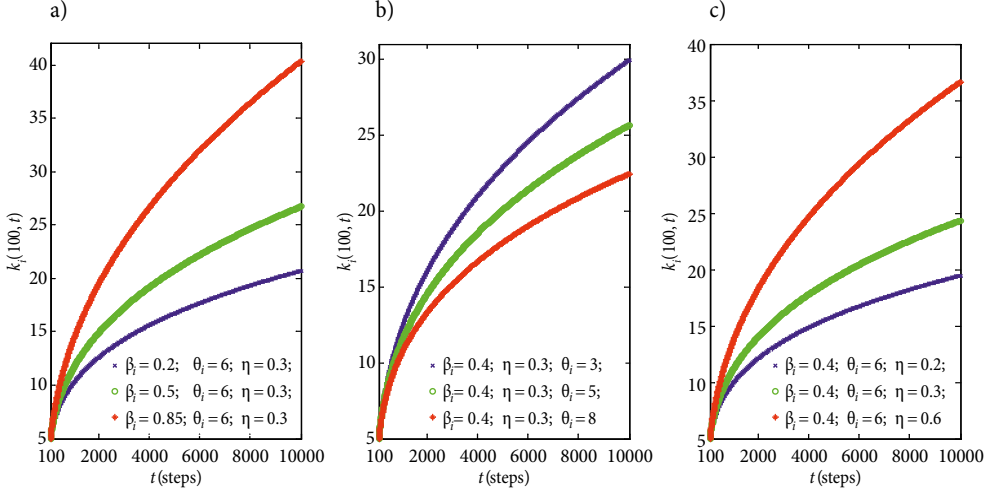 a)
40
35
30
25
20
15
10
5
k_i(100, t)
β_i = 0.2; θ_i = 6; η = 0.3;
β_i = 0.5; θ_i = 6; η = 0.3;
β_i = 0.85; θ_i = 6; η = 0.3
100 2000 4000 6000 8000 10000
t (steps)
b)
30
25
20
15
10
5
k_i(100, t)
β_i = 0.4; η = 0.3; θ_i = 3;
β_i = 0.4; η = 0.3; θ_i = 5;
β_i = 0.4; η = 0.3; θ_i = 8
100 2000 4000 6000 8000 10000
t (steps)
c)
40
35
30
25
20
15
10
5
k_i(100, t)
β_i = 0.4; θ_i = 6; η = 0.2;
β_i = 0.4; θ_i = 6; η = 0.3;
β_i = 0.4; θ_i = 6; η = 0.6
100 2000 4000 6000 8000 10000
t (steps)